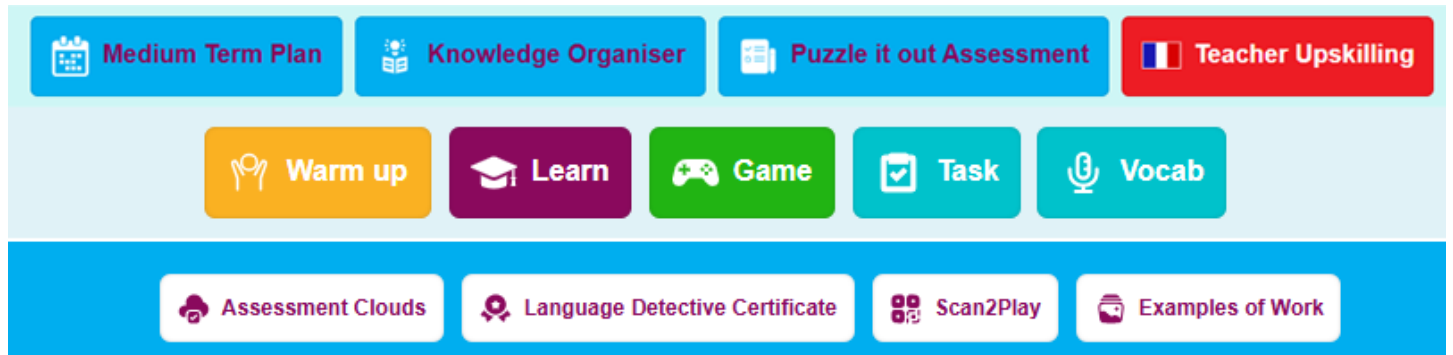 Medium Term Plan Knowledge Organiser Puzzle it out Assessment Teacher Upskilling
Warm up Learn Game Task Vocab
Assessment Clouds Language Detective Certificate Scan2Play Examples of Work